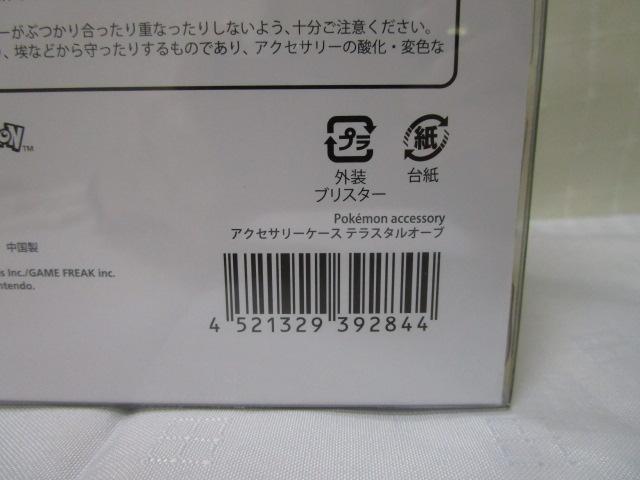 ーがぶつかり合ったり重なったりしないよう、十分ご注意ください。
、埃などから守ったりするものであり、アクセサリーの酸化・変色な
TM
プラ
紙
外装
ブリスター
台紙
Pokémon accessory
アクセサリーケース テラスタルオーブ
中国製
s Inc./GAME FREAK inc.
ntendo.
4 521329 392844